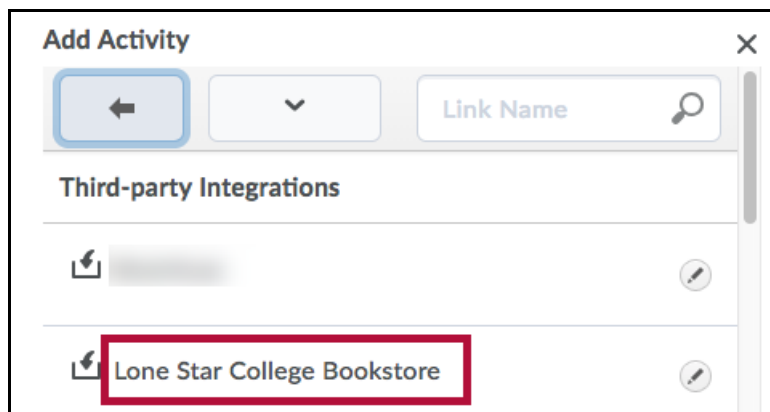 Add Activity
Link Name
Third-party Integrations
Lone Star College Bookstore